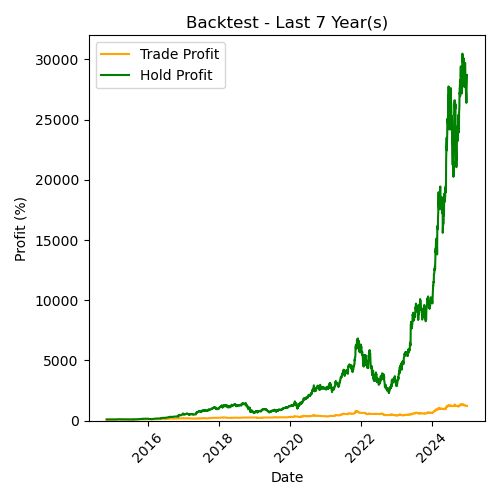 Backtest - Last 7 Year(s)
Trade Profit
Hold Profit
30000
25000
20000
15000
10000
5000
0
Profit (%)
2016
2018
2020
2022
2024
Date